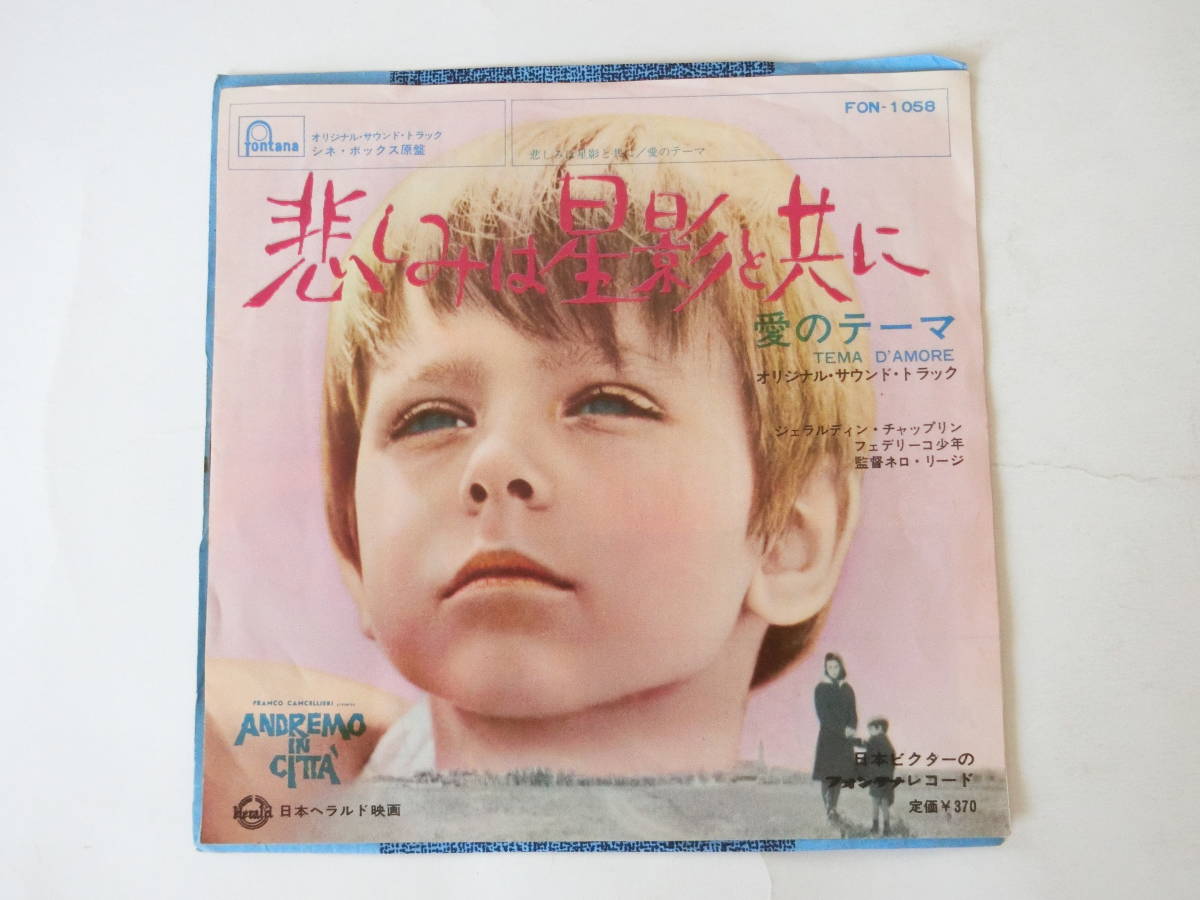 fontana
オリジナル・サウンド・トラック
シネ・ボックス原盤
悲しみは星影と共に／愛のテーマ
FON-1058
悲しみは星影と共に
愛のテーマ
TEMA D'AMORE
オリジナル・サウンド・トラック
ジェラルディン・チャップリン
フェデリーコ少年
監督ネロ・リージ
FRANCO CANCELLIERI presenta
ANDREMO
IN
CITTÀ
Herald 日本ヘラルド映画
日本ビクターの
フォンタナレコード
定価￥370